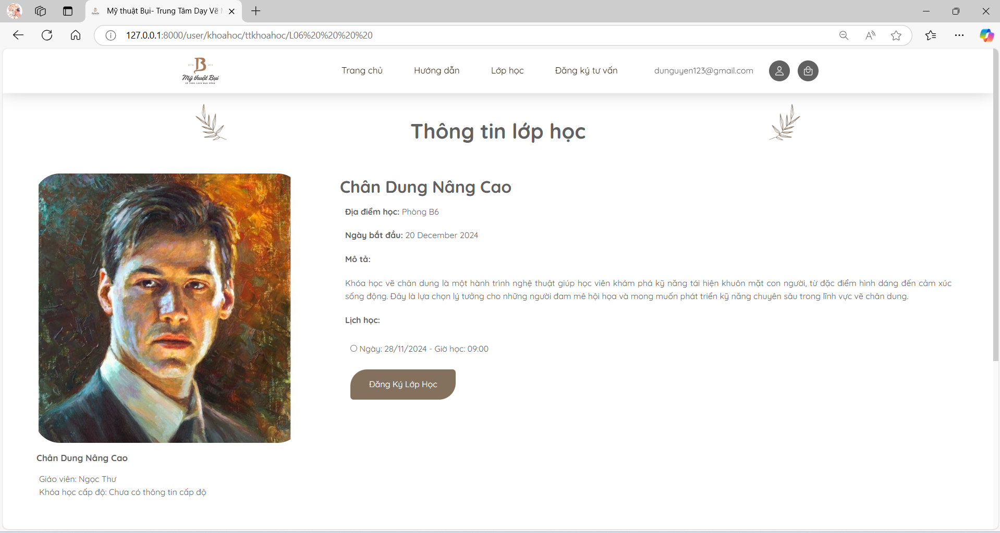 Mỹ thuật Bụi- Trung Tâm Dạy Vẽ
127.0.0.1:8000/user/khoahoc/ttkhoahoc/L06%20%20%20%20
B
Mỹ thuật Bụi
VẼ THEO CÁCH BẠN SỐNG
Trang chủ
Hướng dẫn
Lớp học
Đăng ký tư vấn
dunguyen123@gmail.com
Thông tin lớp học
Chân Dung Nâng Cao
Địa điểm học: Phòng B6
Ngày bắt đầu: 20 December 2024
Mô tả:
Khóa học vẽ chân dung là một hành trình nghệ thuật giúp học viên khám phá kỹ năng tái hiện khuôn mặt con người, từ đặc điểm hình dáng đến cảm xúc
sống động. Đây là lựa chọn lý tưởng cho những người đam mê hội họa và mong muốn phát triển kỹ năng chuyên sâu trong lĩnh vực vẽ chân dung.
Lịch học:
Ngày: 28/11/2024 - Giờ học: 09:00
Đăng Ký Lớp Học
Chân Dung Nâng Cao
Giáo viên: Ngọc Thư
Khóa học cấp độ: Chưa có thông tin cấp độ